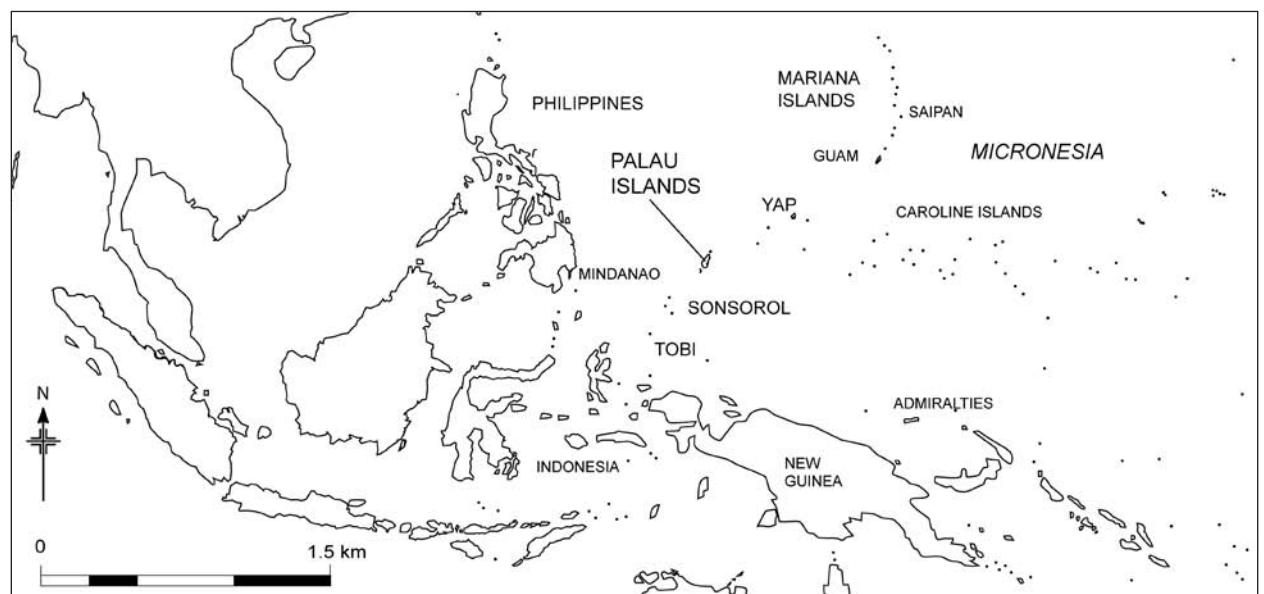 MARIANA
ISLANDS
PHILIPPINES
SAIPAN
GUAM
MICRONESIA
PALAU
ISLANDS
YAP
CAROLINE ISLANDS
MINDANAO
SONSOROL
TOBI
N
ADMIRALTIES
INDONESIA
NEW
GUINEA
0
1.5 km